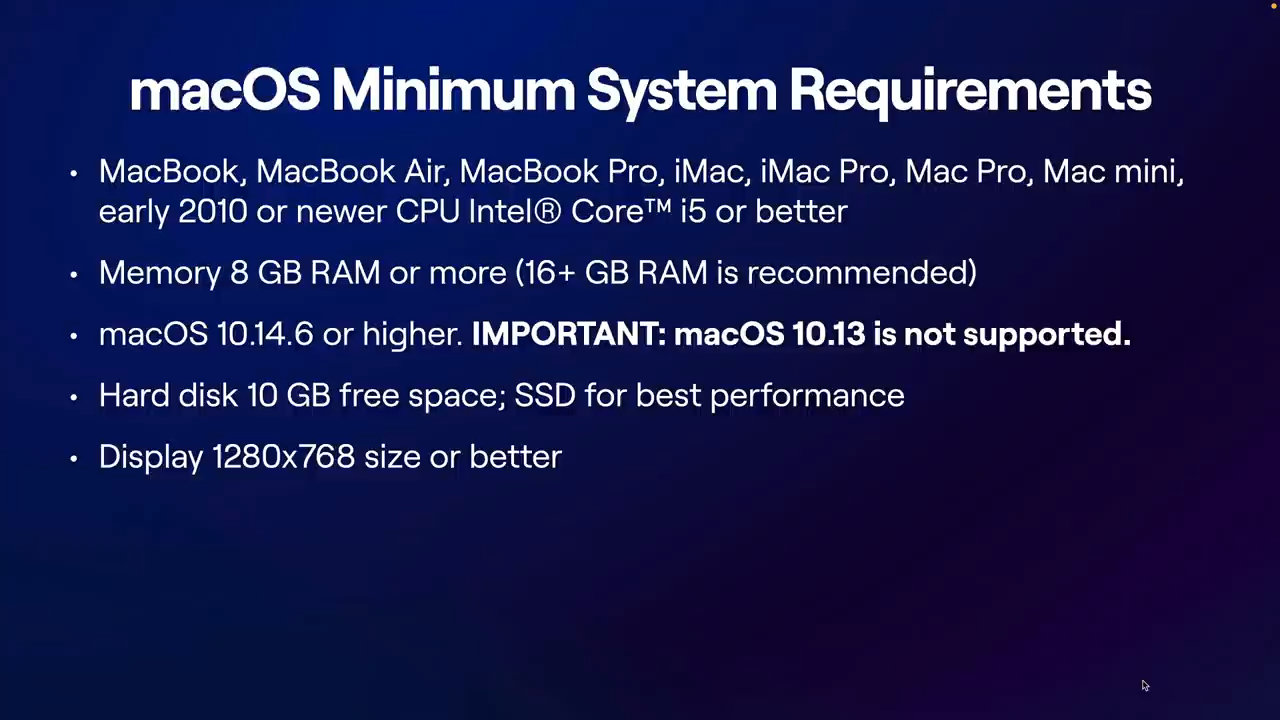 macOS Minimum System Requirements
• MacBook, MacBook Air, MacBook Pro, iMac, iMac Pro, Mac Pro, Mac mini,
early 2010 or newer CPU Intel® Core™ i5 or better
• Memory 8 GB RAM or more (16+ GB RAM is recommended)
• macOS 10.14.6 or higher. IMPORTANT: macOS 10.13 is not supported.
• Hard disk 10 GB free space; SSD for best performance
• Display 1280x768 size or better